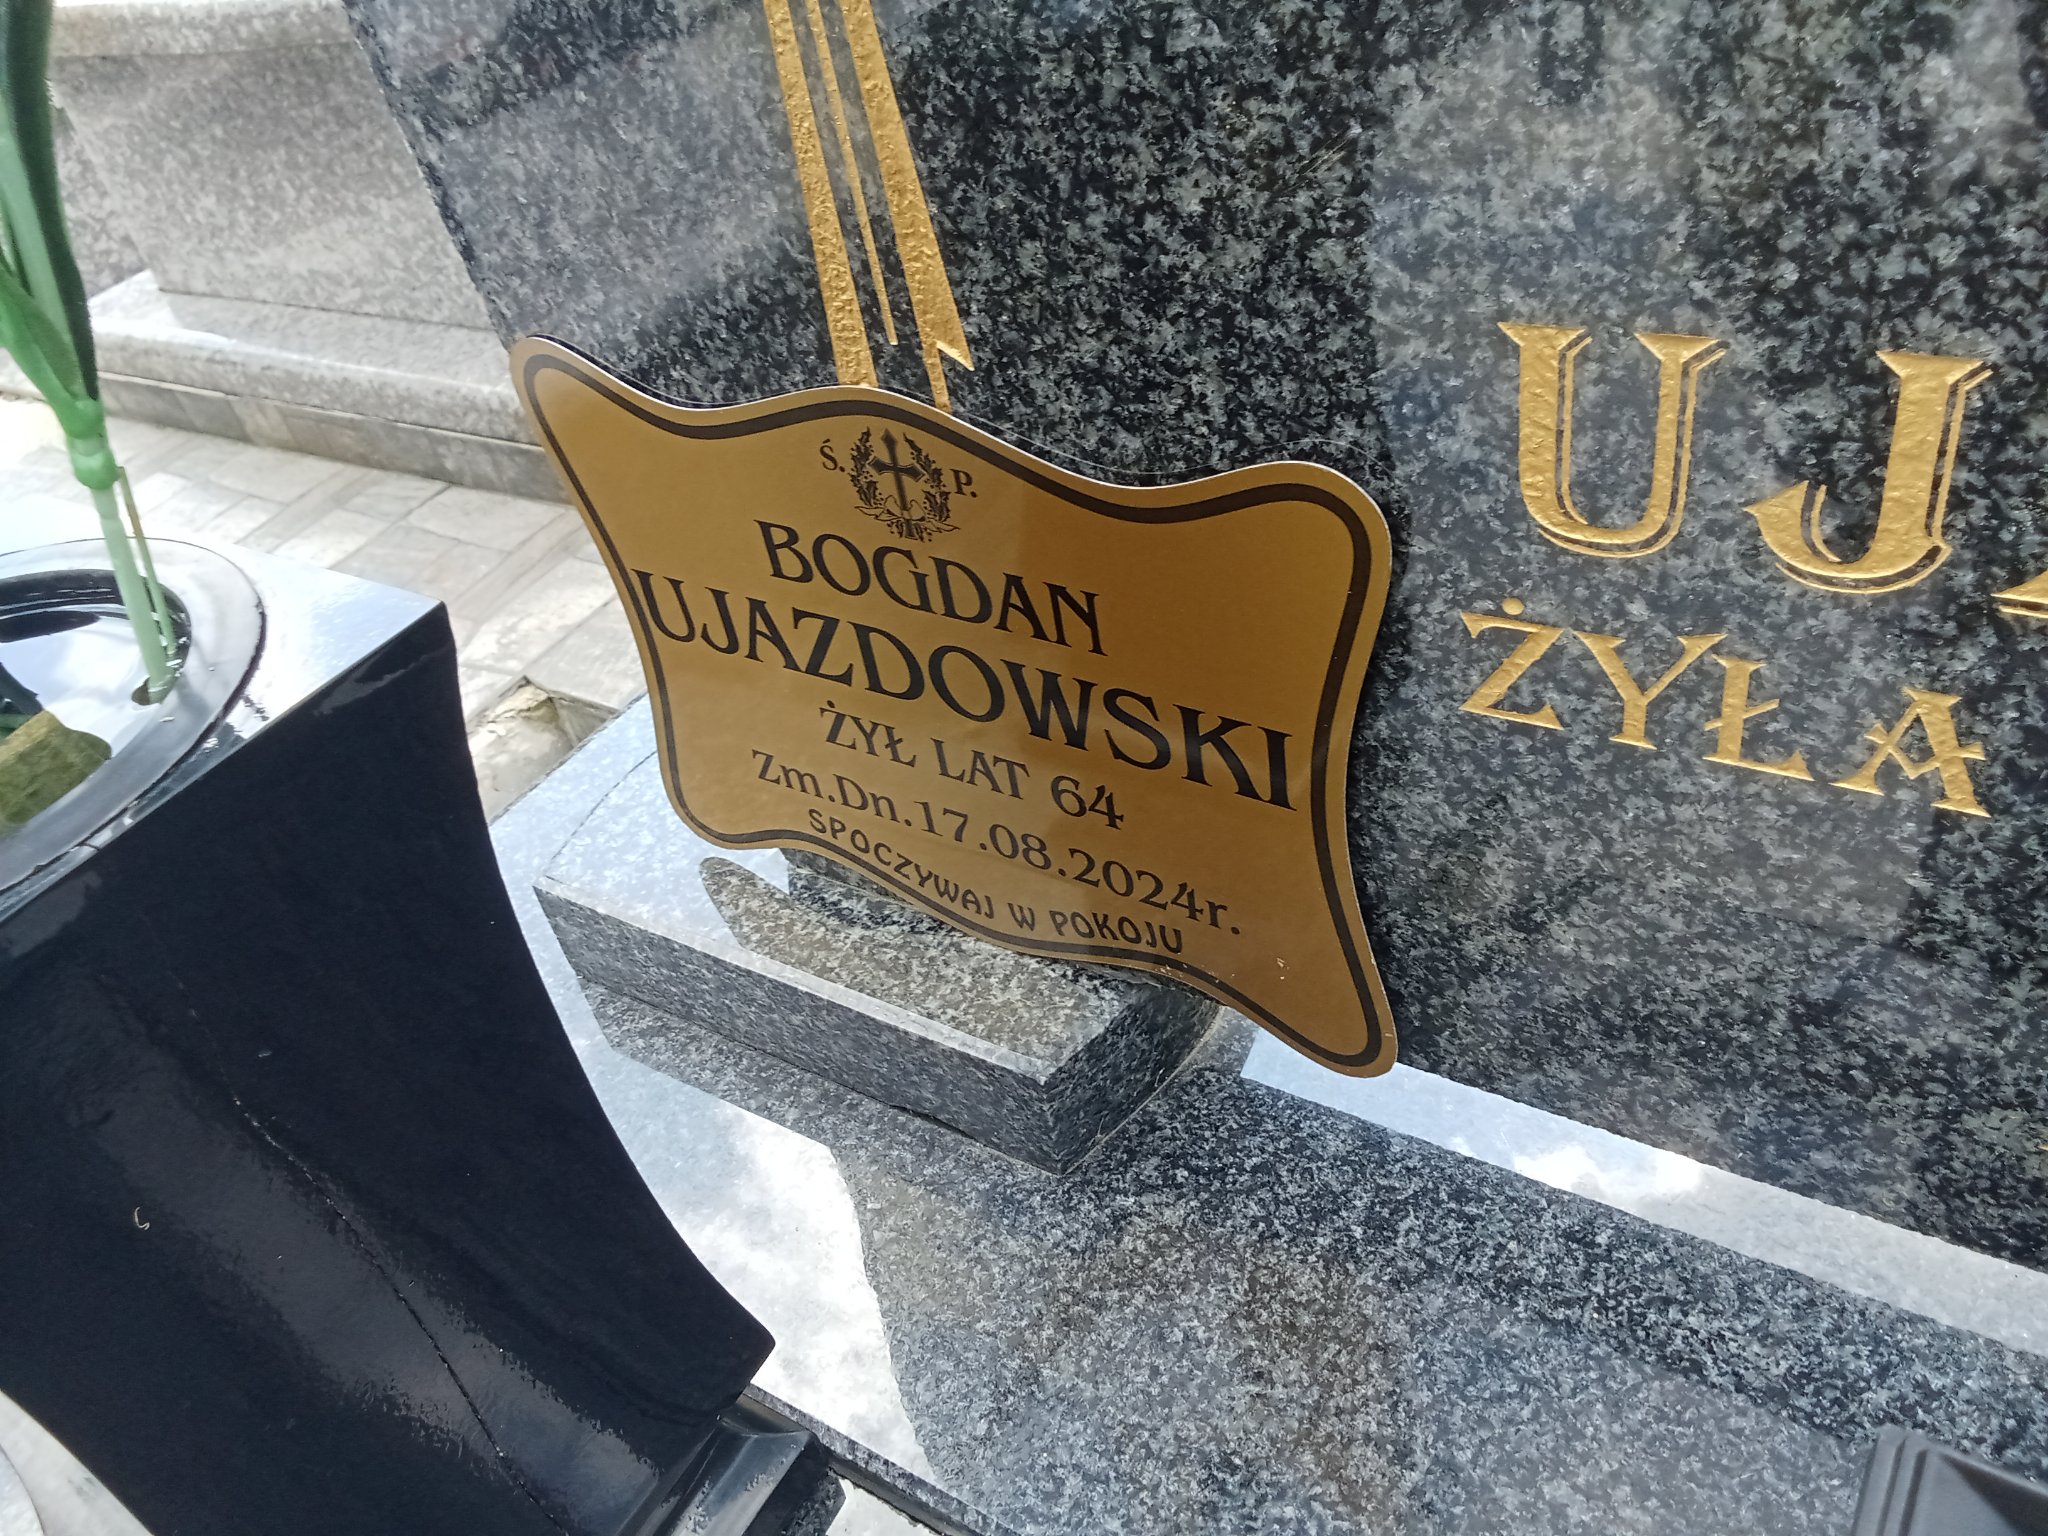 Ś. P.
BOGDAN
UJAZDOWSKI
ŻYŁ LAT 64
Zm.Dn.17.08.2024r.
SPOCZYWAJ W POKOJU
UJ
ŻYŁA